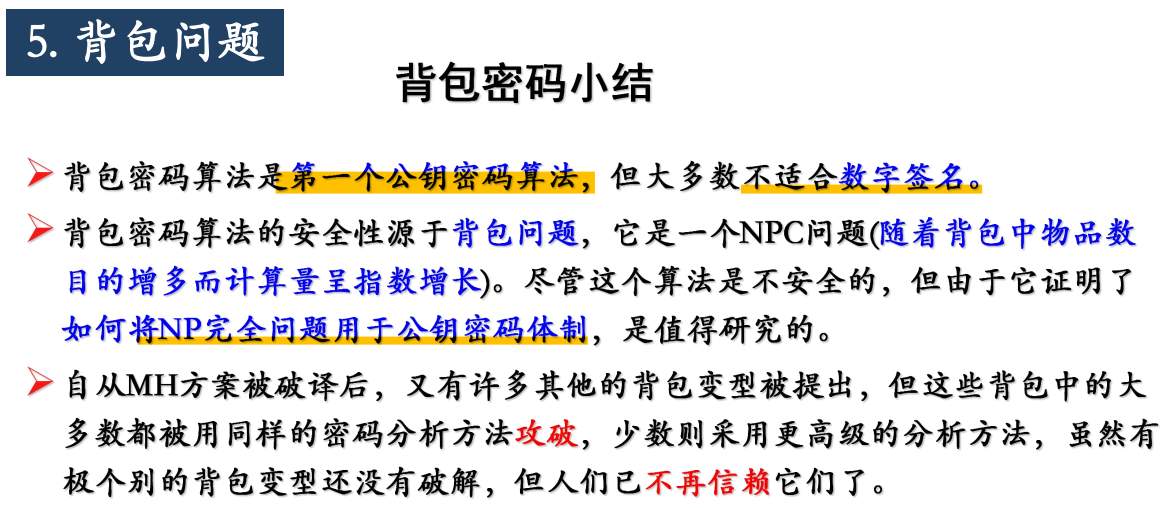 5. 背包问题
背包密码小结
背包密码算法是第一个公钥密码算法，但大多数不适合数字签名。
背包密码算法的安全性源于背包问题，它是一个NPC问题(随着背包中物品数
目的增多而计算量呈指数增长)。尽管这个算法是不安全的，但由于它证明了
如何将NP完全问题用于公钥密码体制，是值得研究的。
自从MH方案被破译后，又有许多其他的背包变型被提出，但这些背包中的大
多数都被用同样的密码分析方法攻破，少数则采用更高级的分析方法，虽然有
极个别的背包变型还没有破解，但人们已不再信赖它们了。